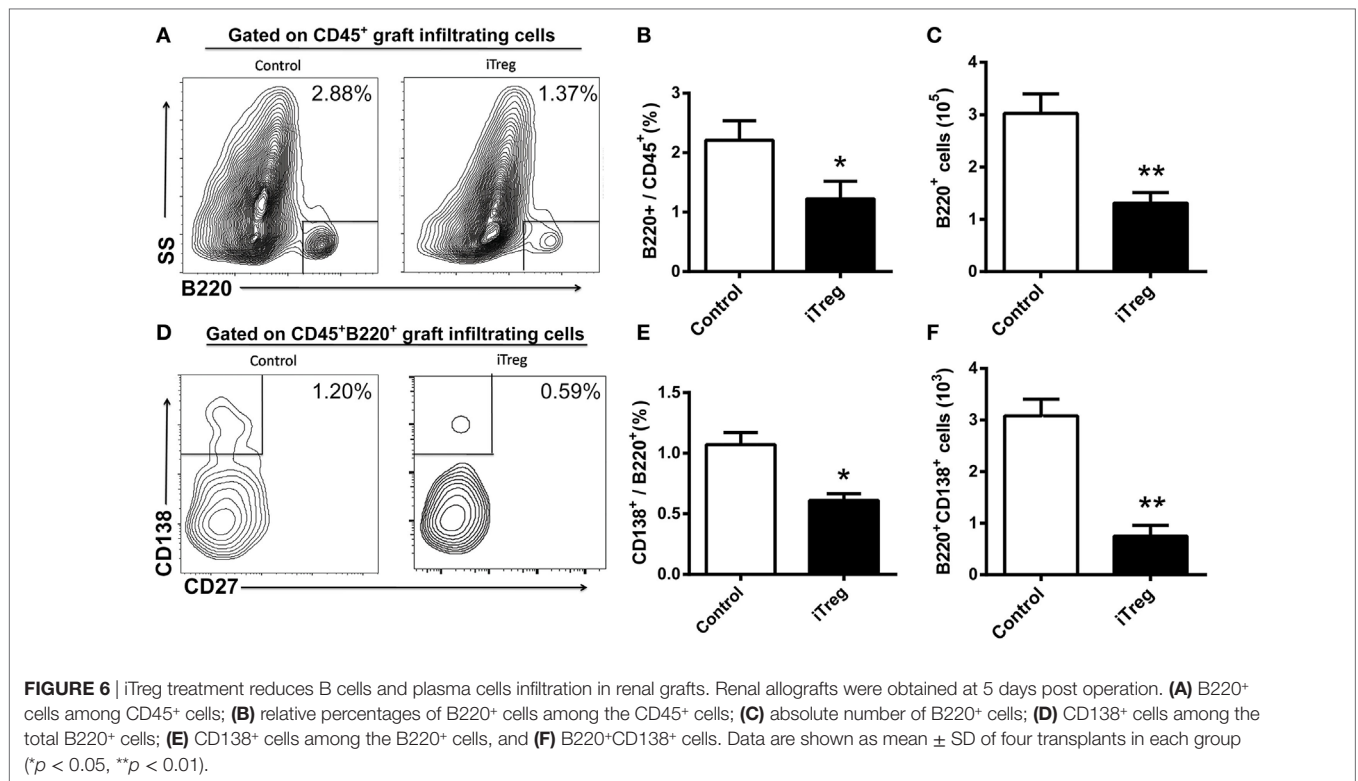 A
Gated on CD45⁺ graft infiltrating cells
Control
iTreg
2.88%
1.37%
SS
B220
B
B220+ / CD45⁺ (%)
3
2
1
0
*
Control
iTreg
C
B220⁺ cells (10⁵)
4
3
2
1
0
**
Control
iTreg
D
Gated on CD45⁺B220⁺ graft infiltrating cells
Control
iTreg
1.20%
0.59%
CD138
CD27
E
CD138⁺ / B220⁺(%)
1.5
1.0
0.5
0.0
*
Control
iTreg
F
B220⁺CD138⁺ cells (10³)
4
3
2
1
0
**
Control
iTreg
FIGURE 6 | iTreg treatment reduces B cells and plasma cells infiltration in renal grafts. Renal allografts were obtained at 5 days post operation. (A) B220⁺
cells among CD45⁺ cells; (B) relative percentages of B220⁺ cells among the CD45⁺ cells; (C) absolute number of B220⁺ cells; (D) CD138⁺ cells among the
total B220⁺ cells; (E) CD138⁺ cells among the B220⁺ cells, and (F) B220⁺CD138⁺ cells. Data are shown as mean ± SD of four transplants in each group
(*p < 0.05, **p < 0.01).